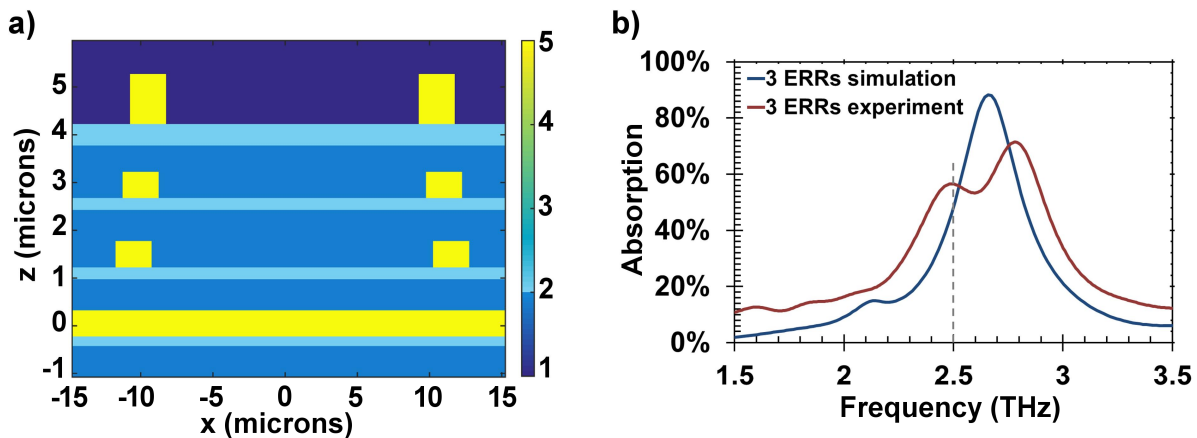 a)
z (microns)
5
4
3
2
1
0
-1
-15 -10 -5 0 5 10 15
x (microns)
5
4
3
2
1
b)
Absorption
100%
80%
60%
40%
20%
0%
3 ERRs simulation
3 ERRs experiment
1.5 2 2.5 3 3.5
Frequency (THz)